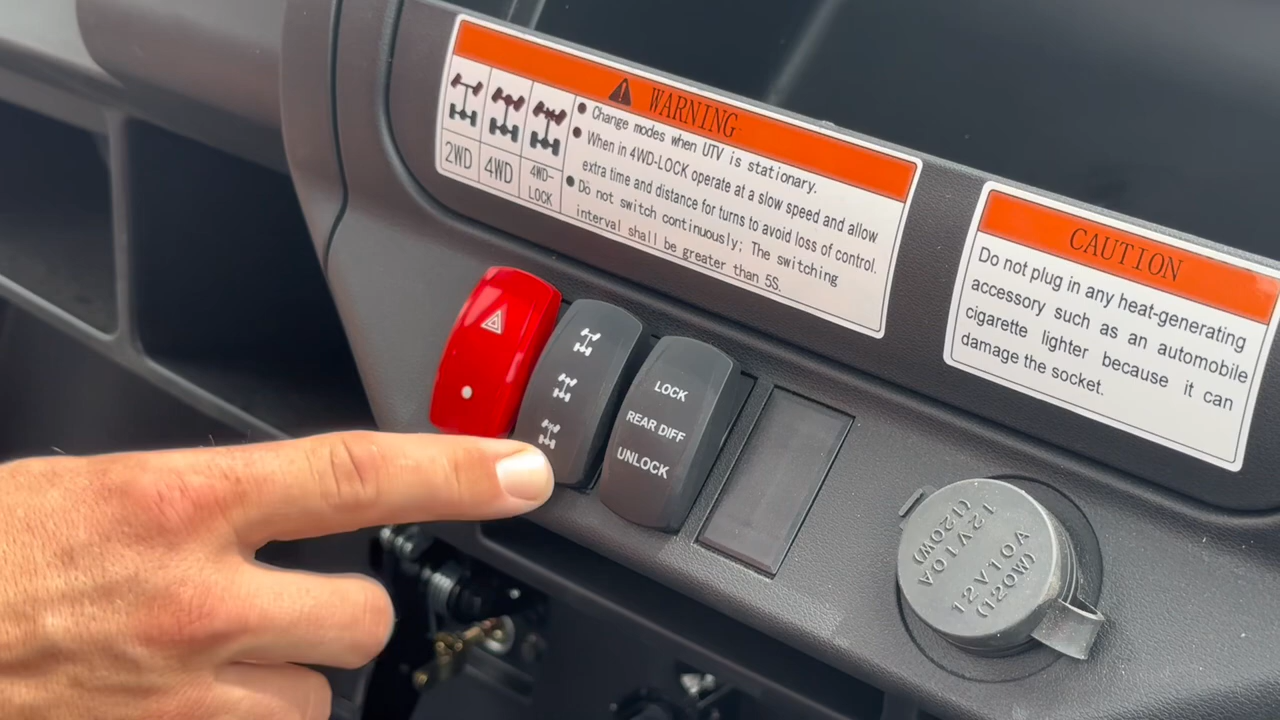 WARNING
2WD
4WD
4WD-
LOCK
● Change modes when UTV is stationary.
● When in 4WD-LOCK operate at a slow speed and allow
extra time and distance for turns to avoid loss of control.
● Do not switch continuously; The switching
interval shall be greater than 5S.
CAUTION
Do not plug in any heat-generating
accessory such as an automobile
cigarette lighter because it can
damage the socket.
LOCK
REAR DIFF
UNLOCK
12V10A
(120W)
12V10A
(120W)